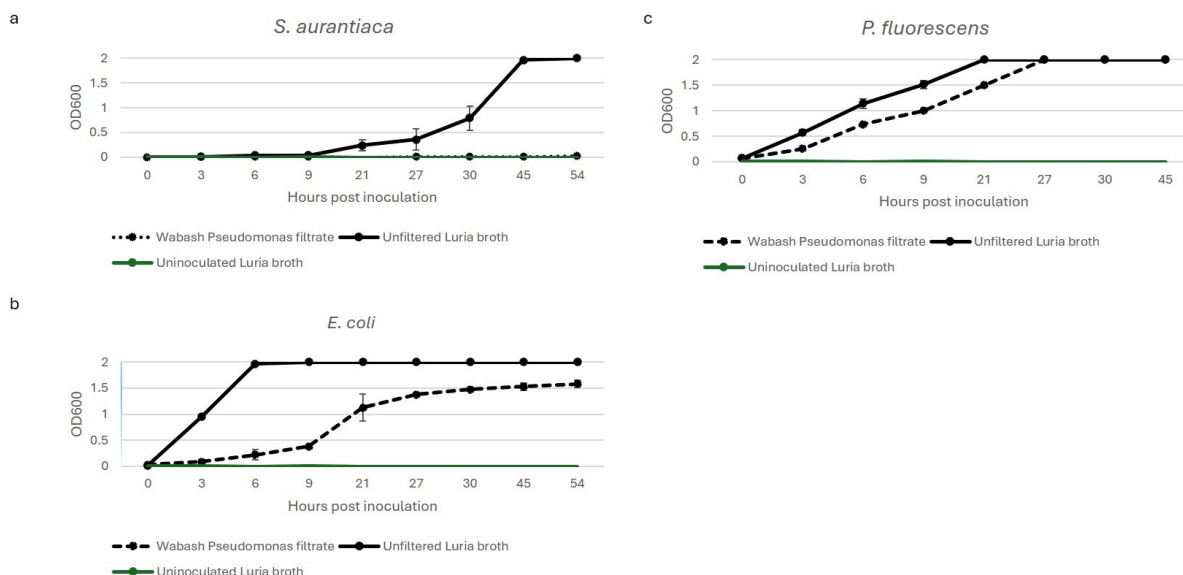 a
S. aurantiaca
2
1.5
1
0.5
0
OD600
0 3 6 9 21 27 30 45 54
Hours post inoculation
Wabash Pseudomonas filtrate Unfiltered Luria broth
Uninoculated Luria broth
b
E. coli
2
1.5
1
0.5
0
OD600
0 3 6 9 21 27 30 45 54
Hours post inoculation
Wabash Pseudomonas filtrate Unfiltered Luria broth
Uninoculated Luria broth
c
P. fluorescens
2
1.5
1
0.5
0
OD600
0 3 6 9 21 27 30 45
Hours post inoculation
Wabash Pseudomonas filtrate Unfiltered Luria broth
Uninoculated Luria broth